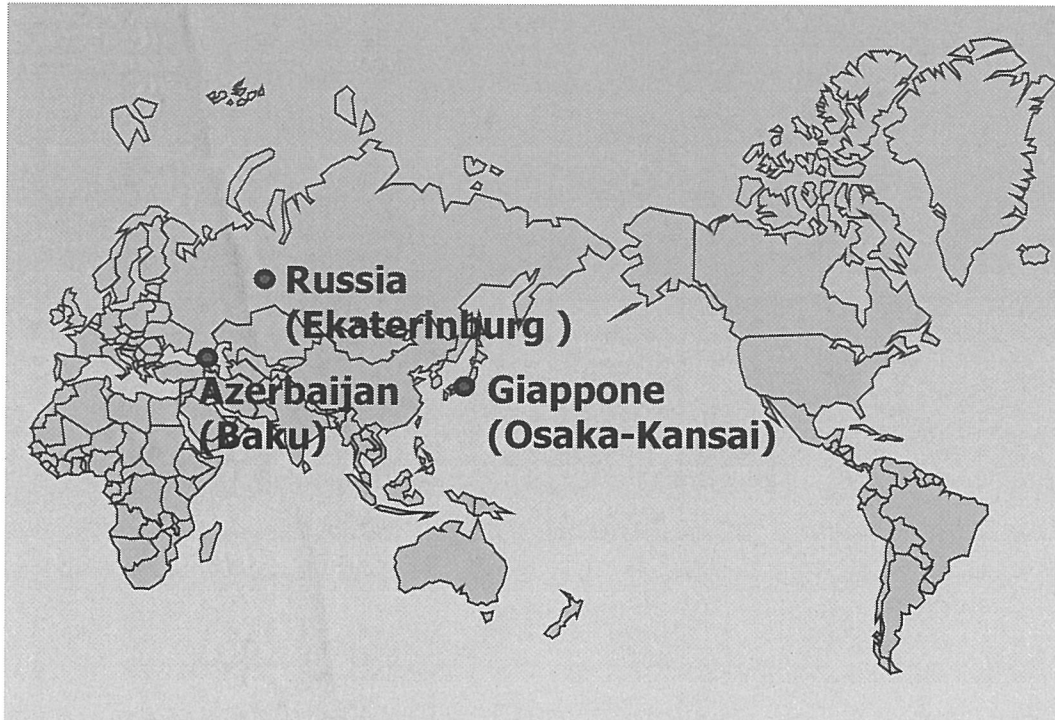 Russia
(Ekaterinburg )
Azerbaijan
(Baku)
Giappone
(Osaka-Kansai)